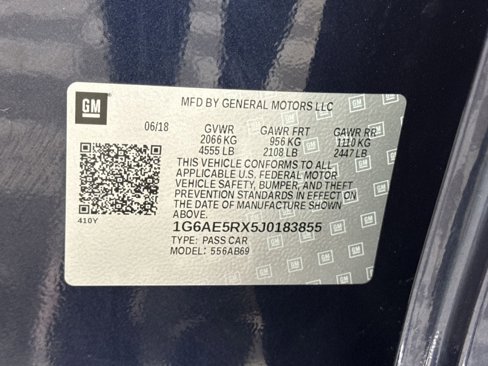 GM
MFD BY GENERAL MOTORS LLC
06/18 GVWR GAWR FRT GAWR RR
2066 KG 956 KG 1110 KG
4555 LB 2108 LB 2447 LB
THIS VEHICLE CONFORMS TO ALL
APPLICABLE U.S. FEDERAL MOTOR
VEHICLE SAFETY, BUMPER, AND THEFT
PREVENTION STANDARDS IN EFFECT ON
THE DATE OF MANUFACTURE SHOWN
ABOVE.
410Y
1G6AE5RX5J0183855
TYPE: PASS CAR
MODEL: 556AB69